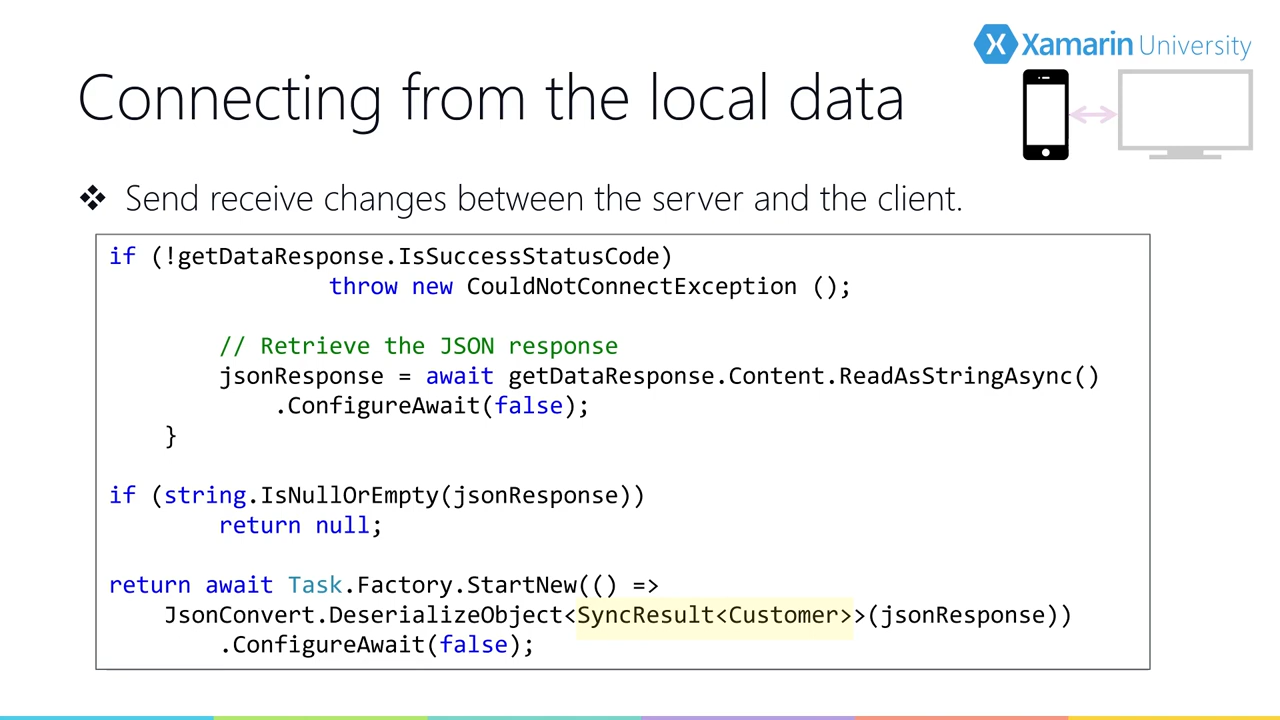 Xamarin University
Connecting from the local data
❖ Send receive changes between the server and the client.
if (!getDataResponse.IsSuccessStatusCode)
throw new CouldNotConnectException ();
// Retrieve the JSON response
jsonResponse = await getDataResponse.Content.ReadAsStringAsync()
.ConfigureAwait(false);
}
if (string.IsNullOrEmpty(jsonResponse))
return null;
return await Task.Factory.StartNew(() =>
JsonConvert.DeserializeObject<SyncResult<Customer>>(jsonResponse))
.ConfigureAwait(false);